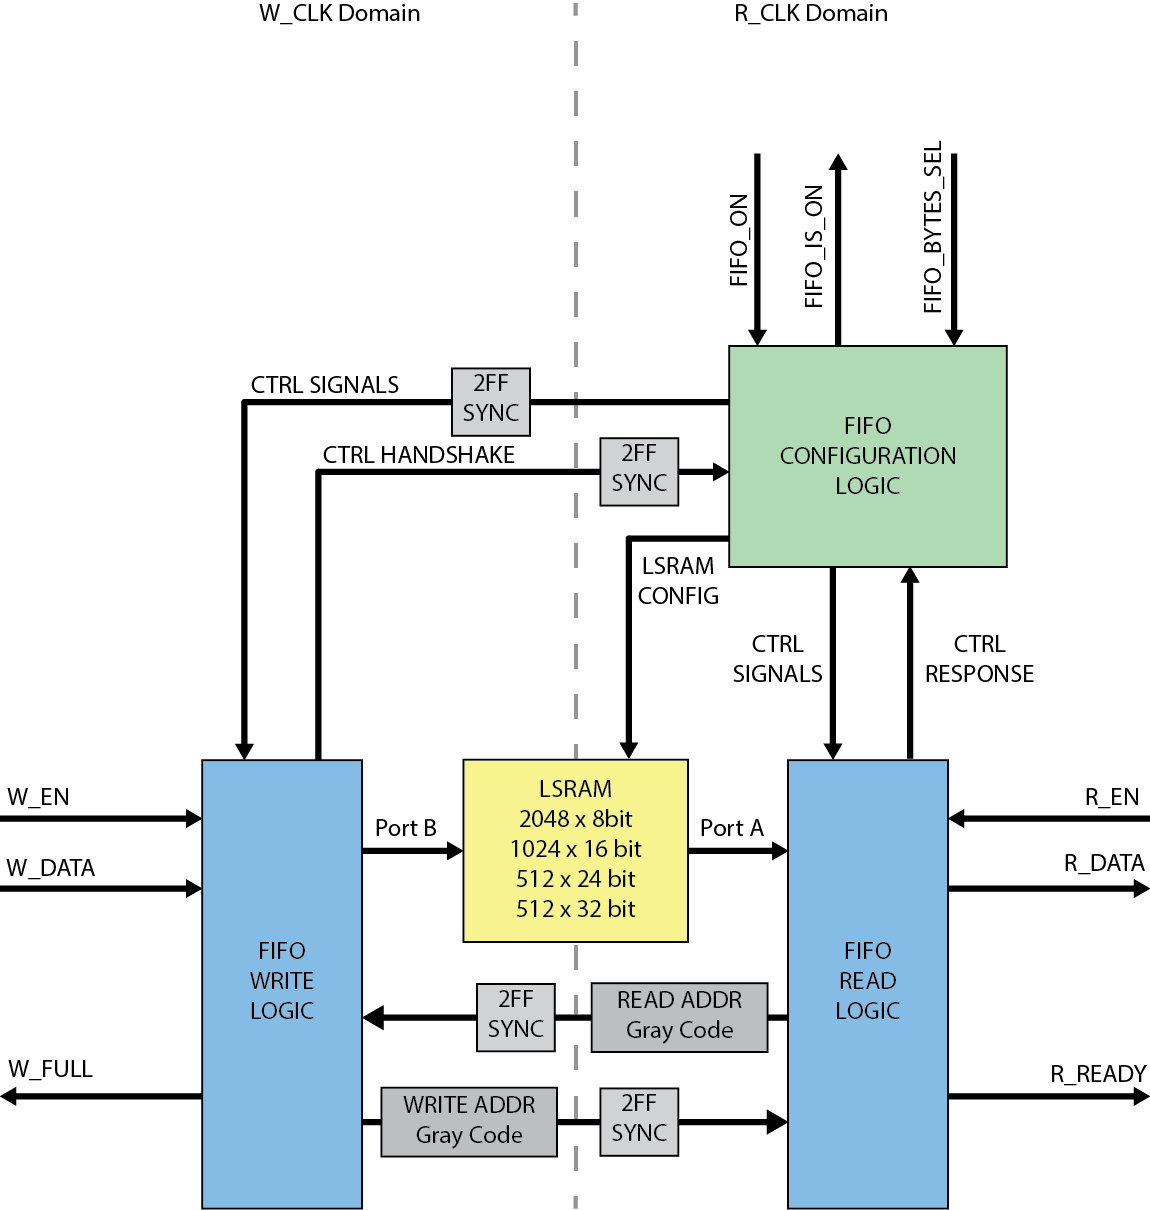 W_CLK Domain
R_CLK Domain
FIFO_ON
FIFO_IS_ON
FIFO_BYTES_SEL
CTRL SIGNALS
2FF
SYNC
CTRL HANDSHAKE
2FF
SYNC
FIFO
CONFIGURATION
LOGIC
LSRAM
CONFIG
CTRL
SIGNALS
CTRL
RESPONSE
W_EN
W_DATA
W_FULL
FIFO
WRITE
LOGIC
Port B
LSRAM
2048 x 8bit
1024 x 16 bit
512 x 24 bit
512 x 32 bit
Port A
FIFO
READ
LOGIC
R_EN
R_DATA
R_READY
2FF
SYNC
READ ADDR
Gray Code
WRITE ADDR
Gray Code
2FF
SYNC